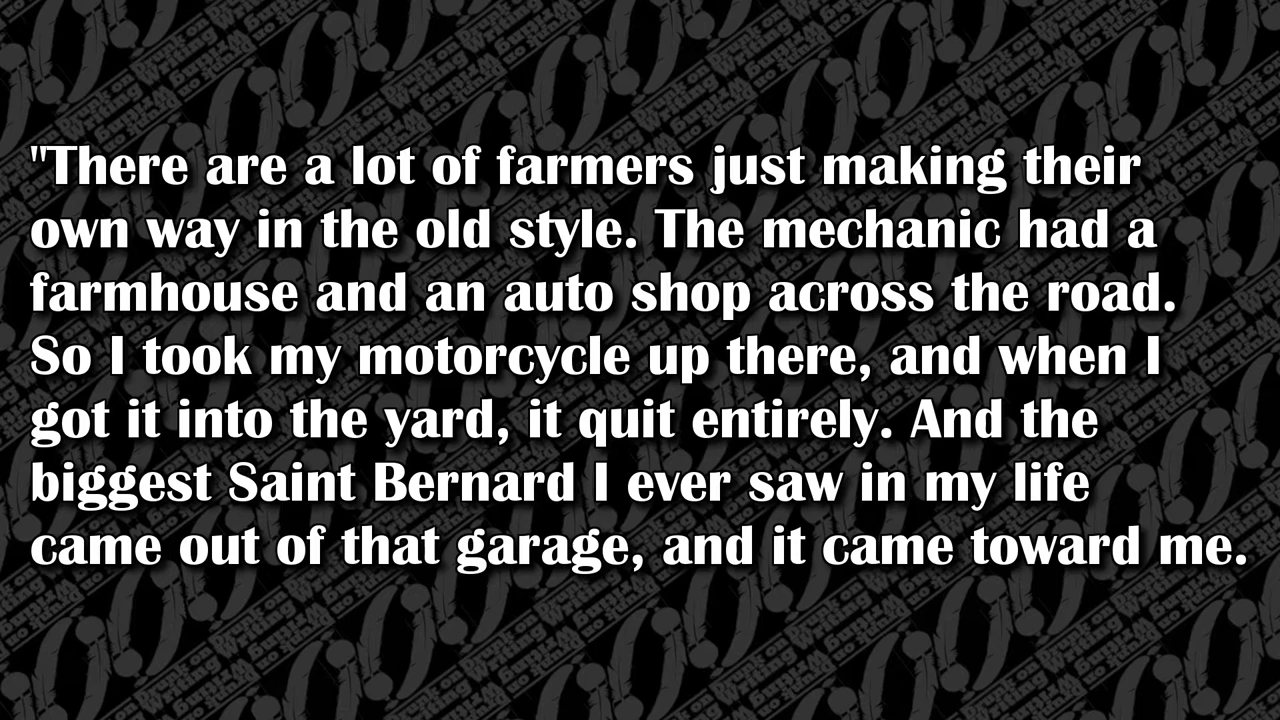 "There are a lot of farmers just making their
own way in the old style. The mechanic had a
farmhouse and an auto shop across the road.
So I took my motorcycle up there, and when I
got it into the yard, it quit entirely. And the
biggest Saint Bernard I ever saw in my life
came out of that garage, and it came toward me.